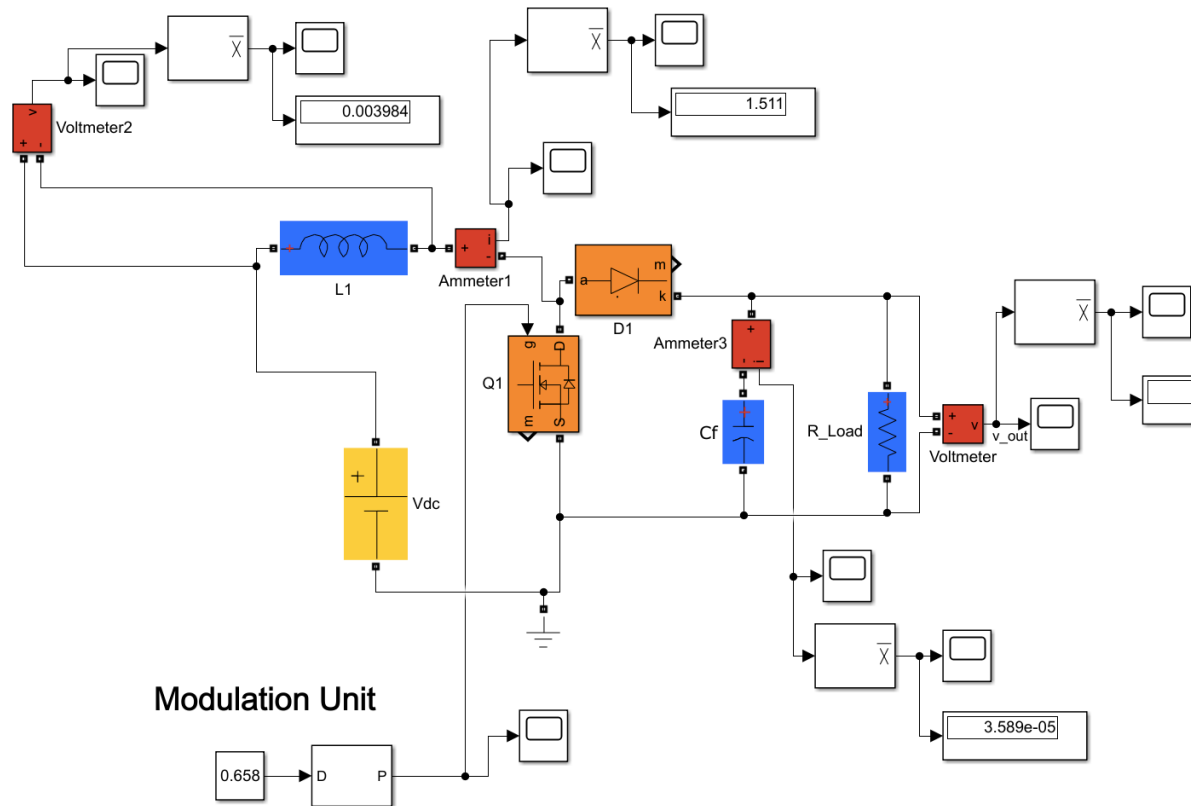 X
X
0.003984
1.511
v
Voltmeter2
+ -
L1
+
i
-
Ammeter1
a
m
k
D1
X
g
D
Q1
m
S
+
Ammeter3
-
i
Cf
R_Load
+
-
v
v_out
Voltmeter
+
Vdc
X
3.589e-05
Modulation Unit
0.658
D
P